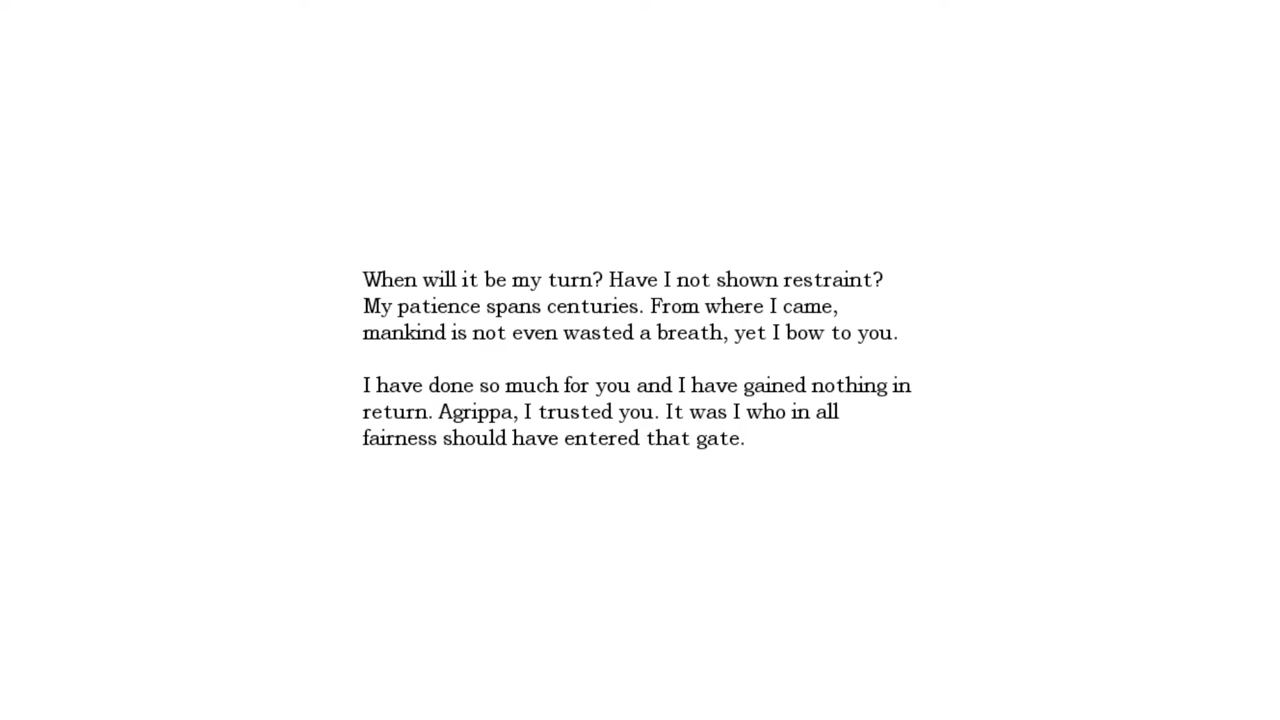 When will it be my turn? Have I not shown restraint?
My patience spans centuries. From where I came,
mankind is not even wasted a breath, yet I bow to you.
I have done so much for you and I have gained nothing in
return. Agrippa, I trusted you. It was I who in all
fairness should have entered that gate.